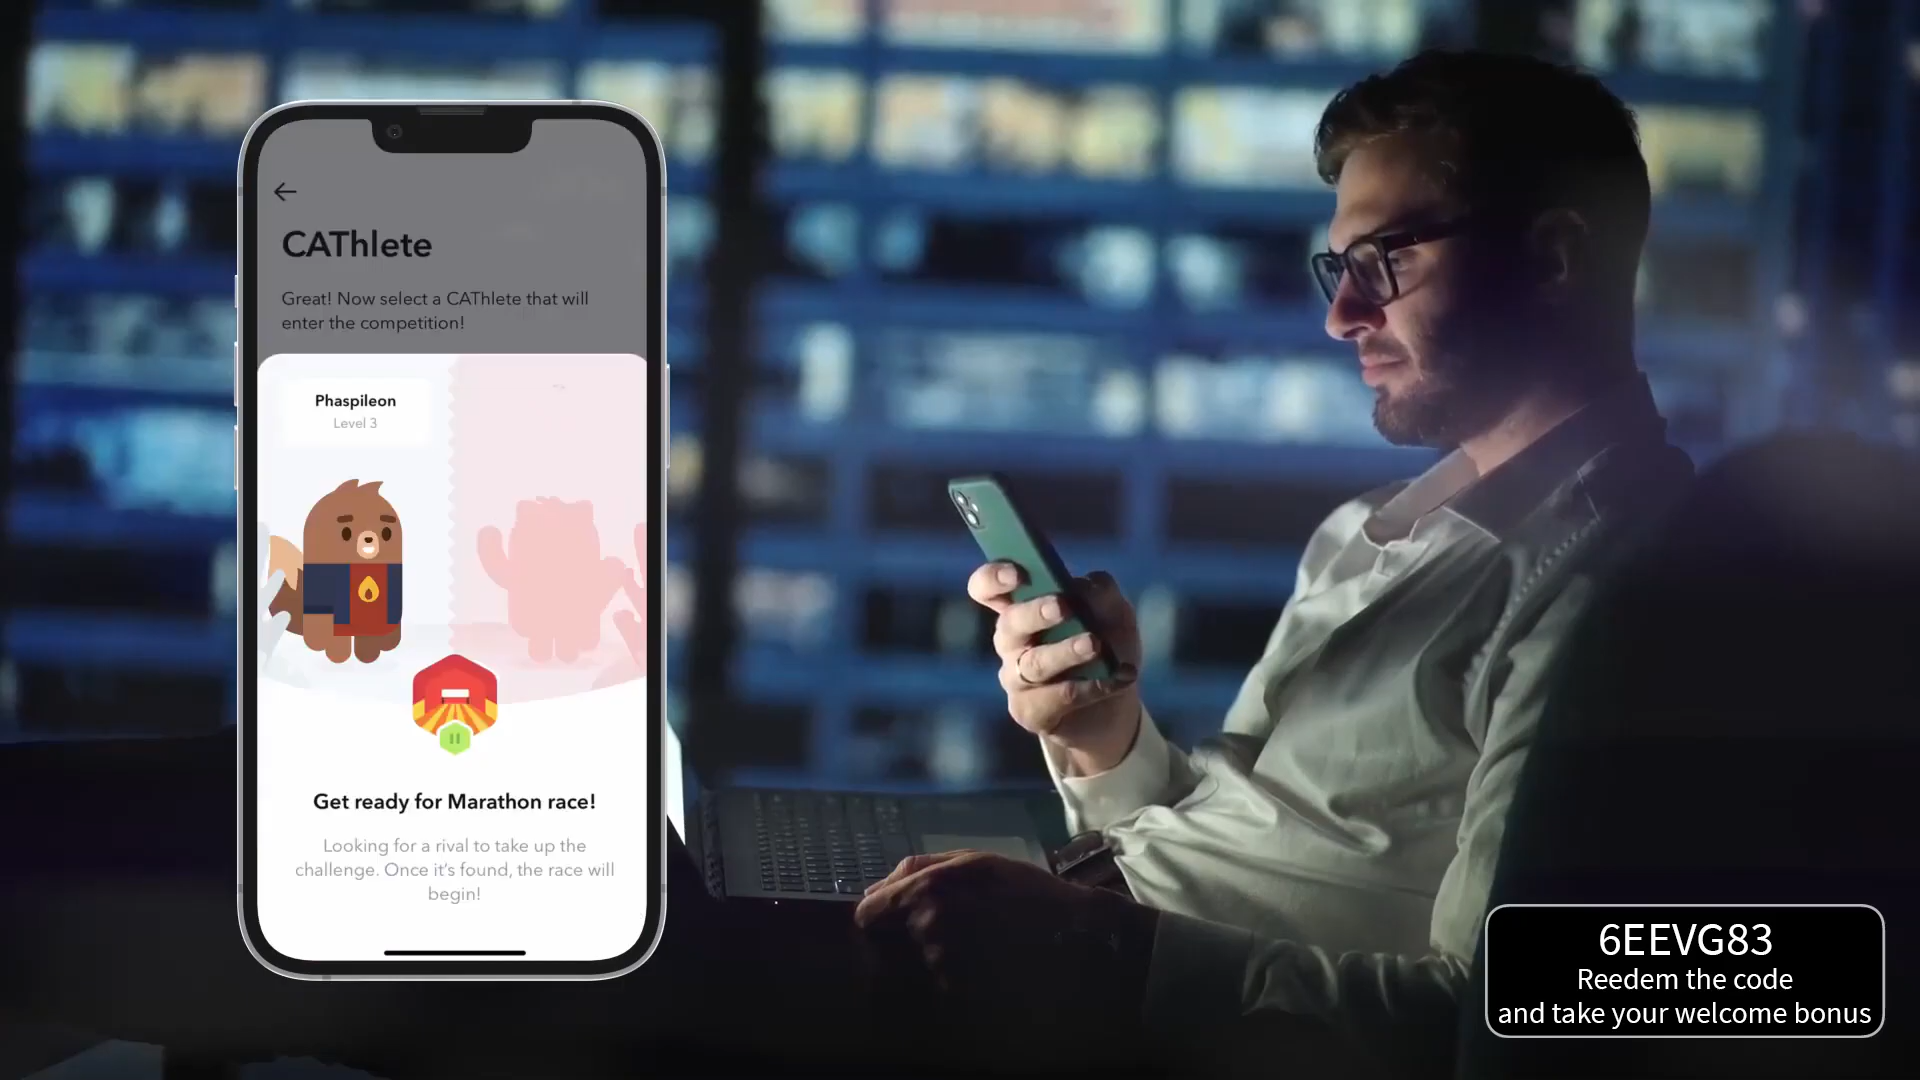 CAThlete
Great! Now select a CAThlete that will
enter the competition!
Phaspileon
Level 3
Get ready for Marathon race!
Looking for a rival to take up the
challenge. Once it's found, the race will
begin!
6EEVG83
Reedem the code
and take your welcome bonus